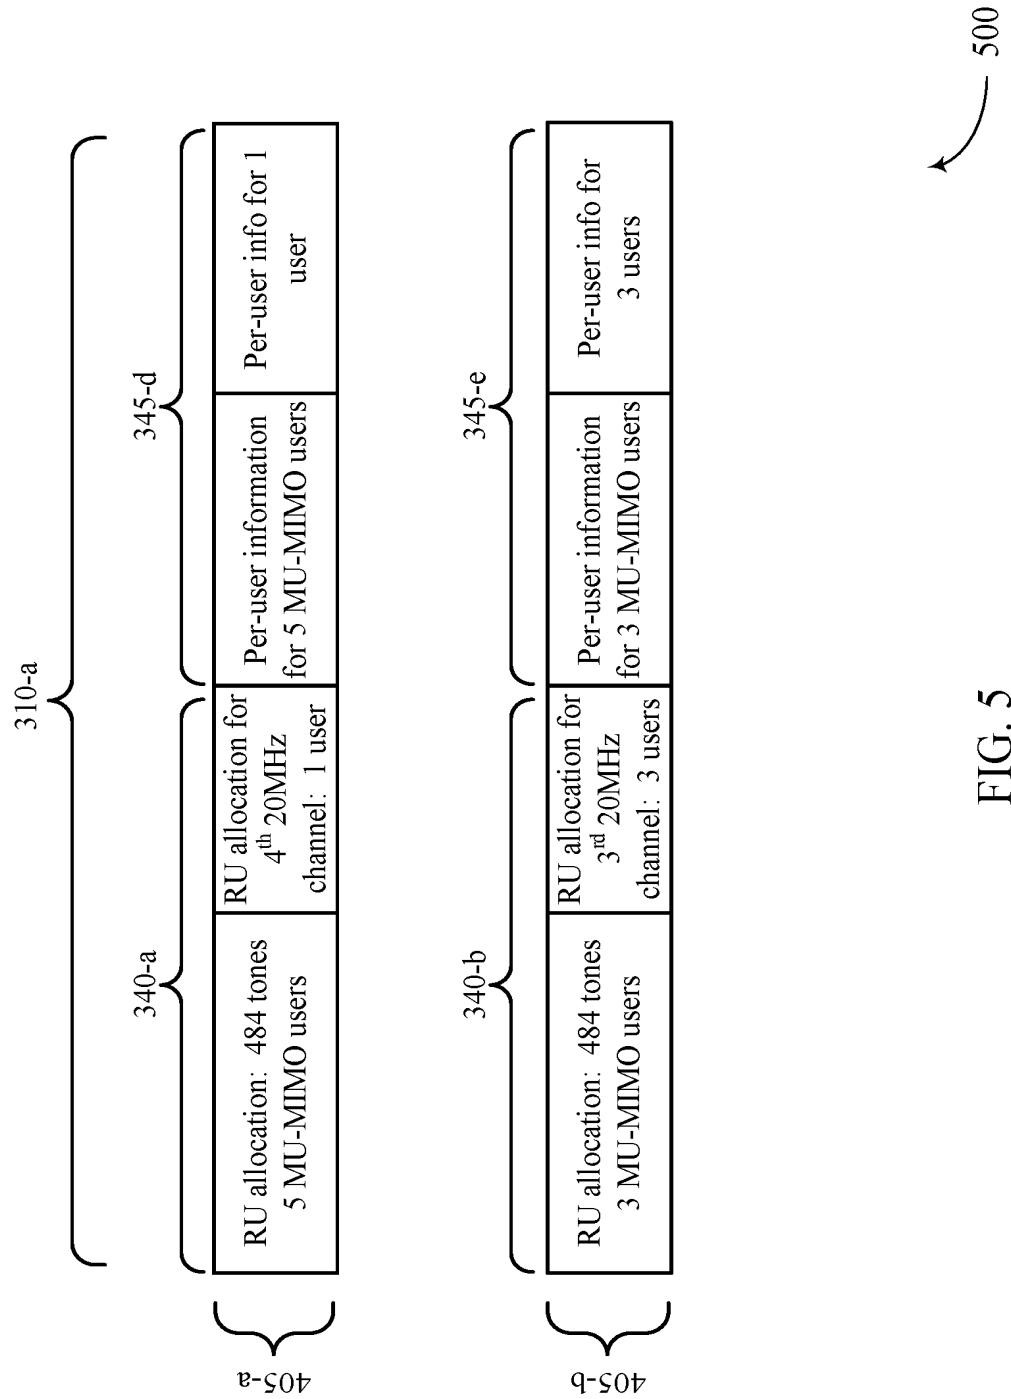 310-a
340-a
345-d
405-a
RU allocation: 484 tones
5 MU-MIMO users
RU allocation for
4th 20MHz
channel: 1 user
Per-user information
for 5 MU-MIMO users
Per-user info for 1
user
340-b
345-e
405-b
RU allocation: 484 tones
3 MU-MIMO users
RU allocation for
3rd 20MHz
channel: 3 users
Per-user information
for 3 MU-MIMO users
Per-user info for
3 users
500
FIG. 5